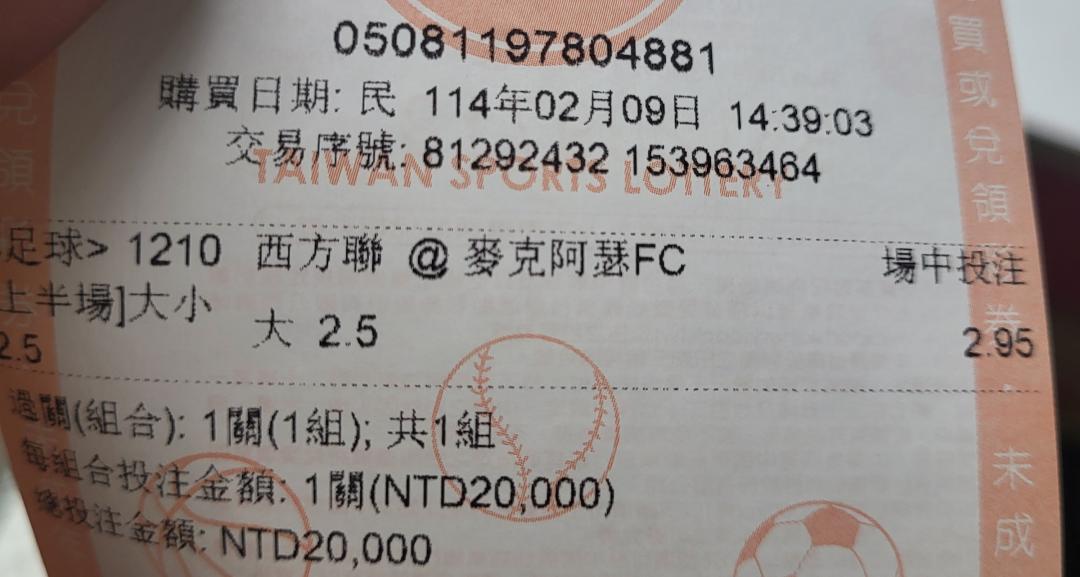 05081197804881
購買日期: 民 114年02月09日 14:39:03
交易序號: 81292432 153963464
TAIWAN SPORTS LOTTERY
足球> 1210 西方聯 @ 麥克阿瑟FC 場中投注
上半場]大小 大 2.5
2.5 2.95
過關(組合): 1關(1組); 共1組
每組合投注金額: 1關(NTD20,000)
總投注金額: NTD20,000
買或兌領
券
未成